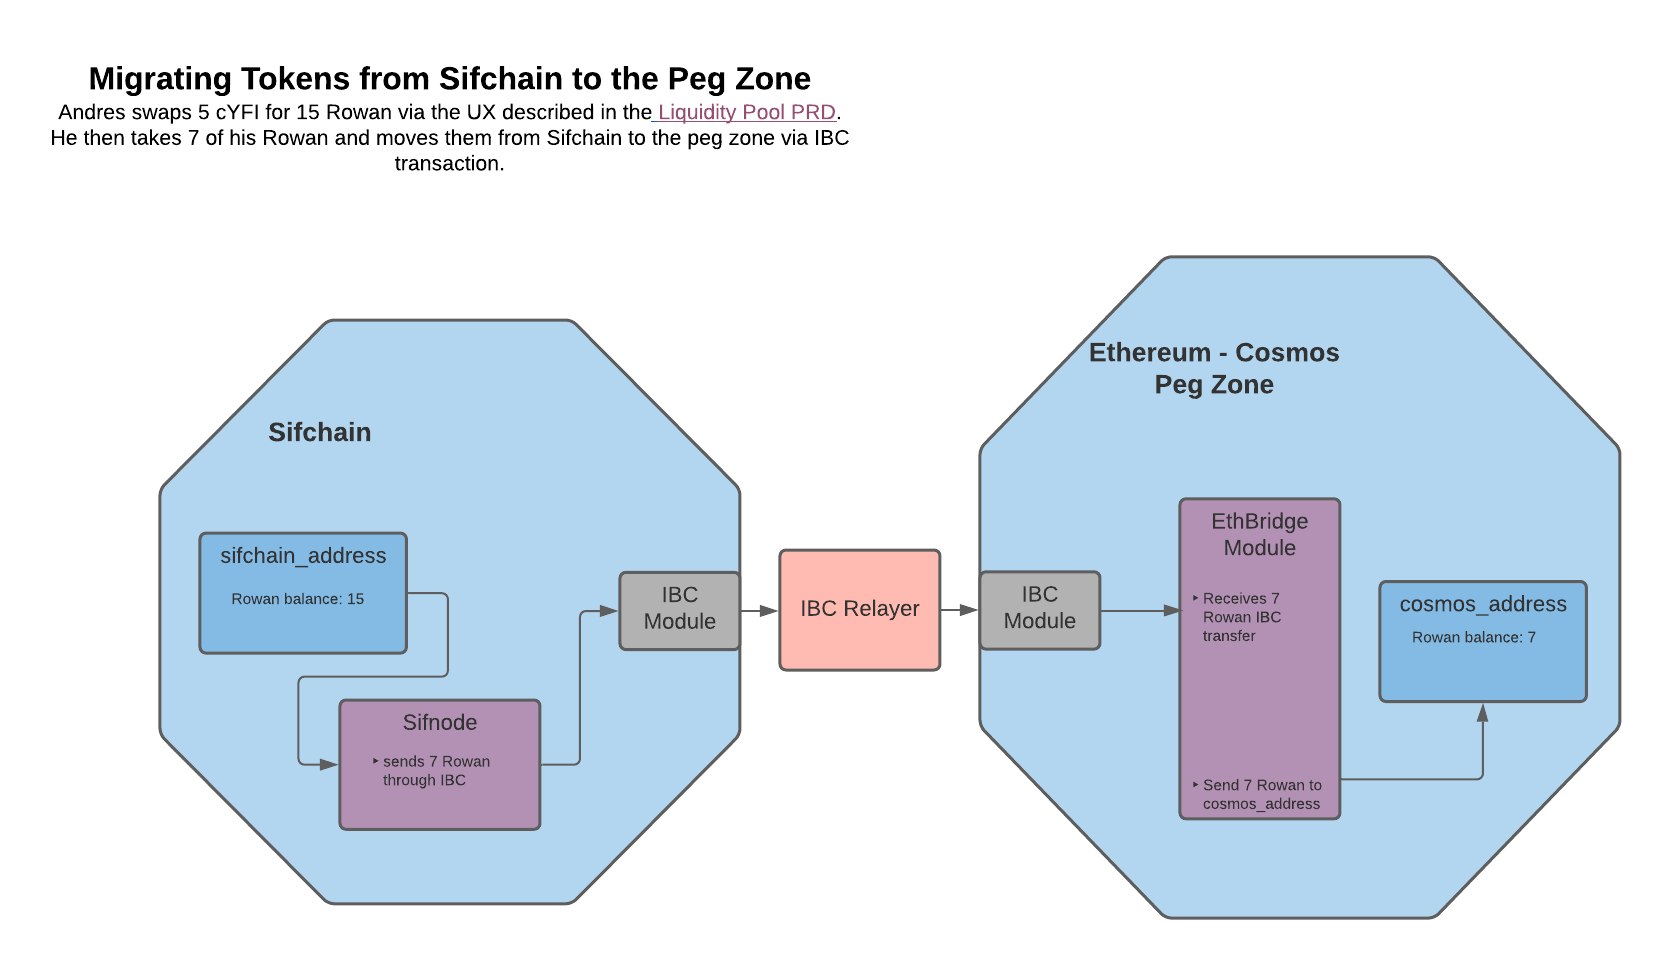 Migrating Tokens from Sifchain to the Peg Zone
Andres swaps 5 cYFI for 15 Rowan via the UX described in the Liquidity Pool PRD.
He then takes 7 of his Rowan and moves them from Sifchain to the peg zone via IBC
transaction.
Sifchain
sifchain_address
Rowan balance: 15
Sifnode
‣ sends 7 Rowan
through IBC
IBC
Module
IBC Relayer
Ethereum - Cosmos
Peg Zone
IBC
Module
EthBridge
Module
‣ Receives 7
Rowan IBC
transfer
‣ Send 7 Rowan to
cosmos_address
cosmos_address
Rowan balance: 7